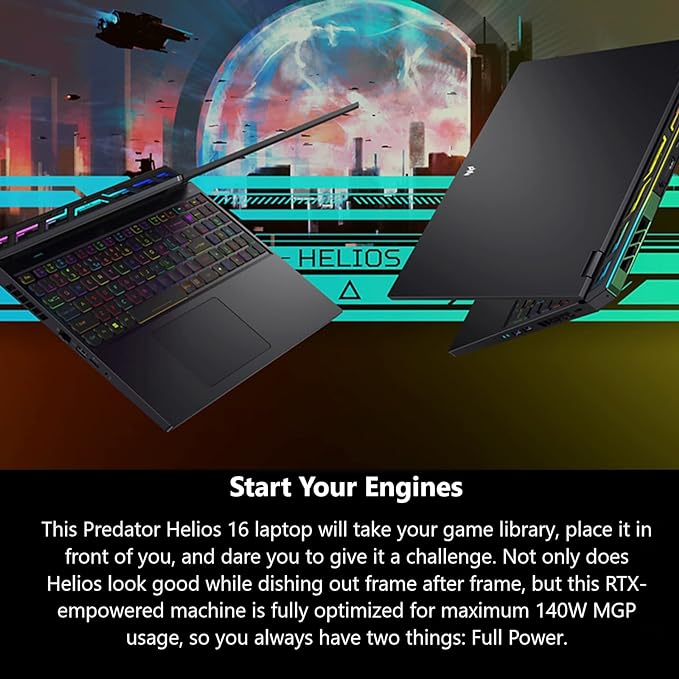 - HELIOS
Start Your Engines
This Predator Helios 16 laptop will take your game library, place it in
front of you, and dare you to give it a challenge. Not only does
Helios look good while dishing out frame after frame, but this RTX-
empowered machine is fully optimized for maximum 140W MGP
usage, so you always have two things: Full Power.